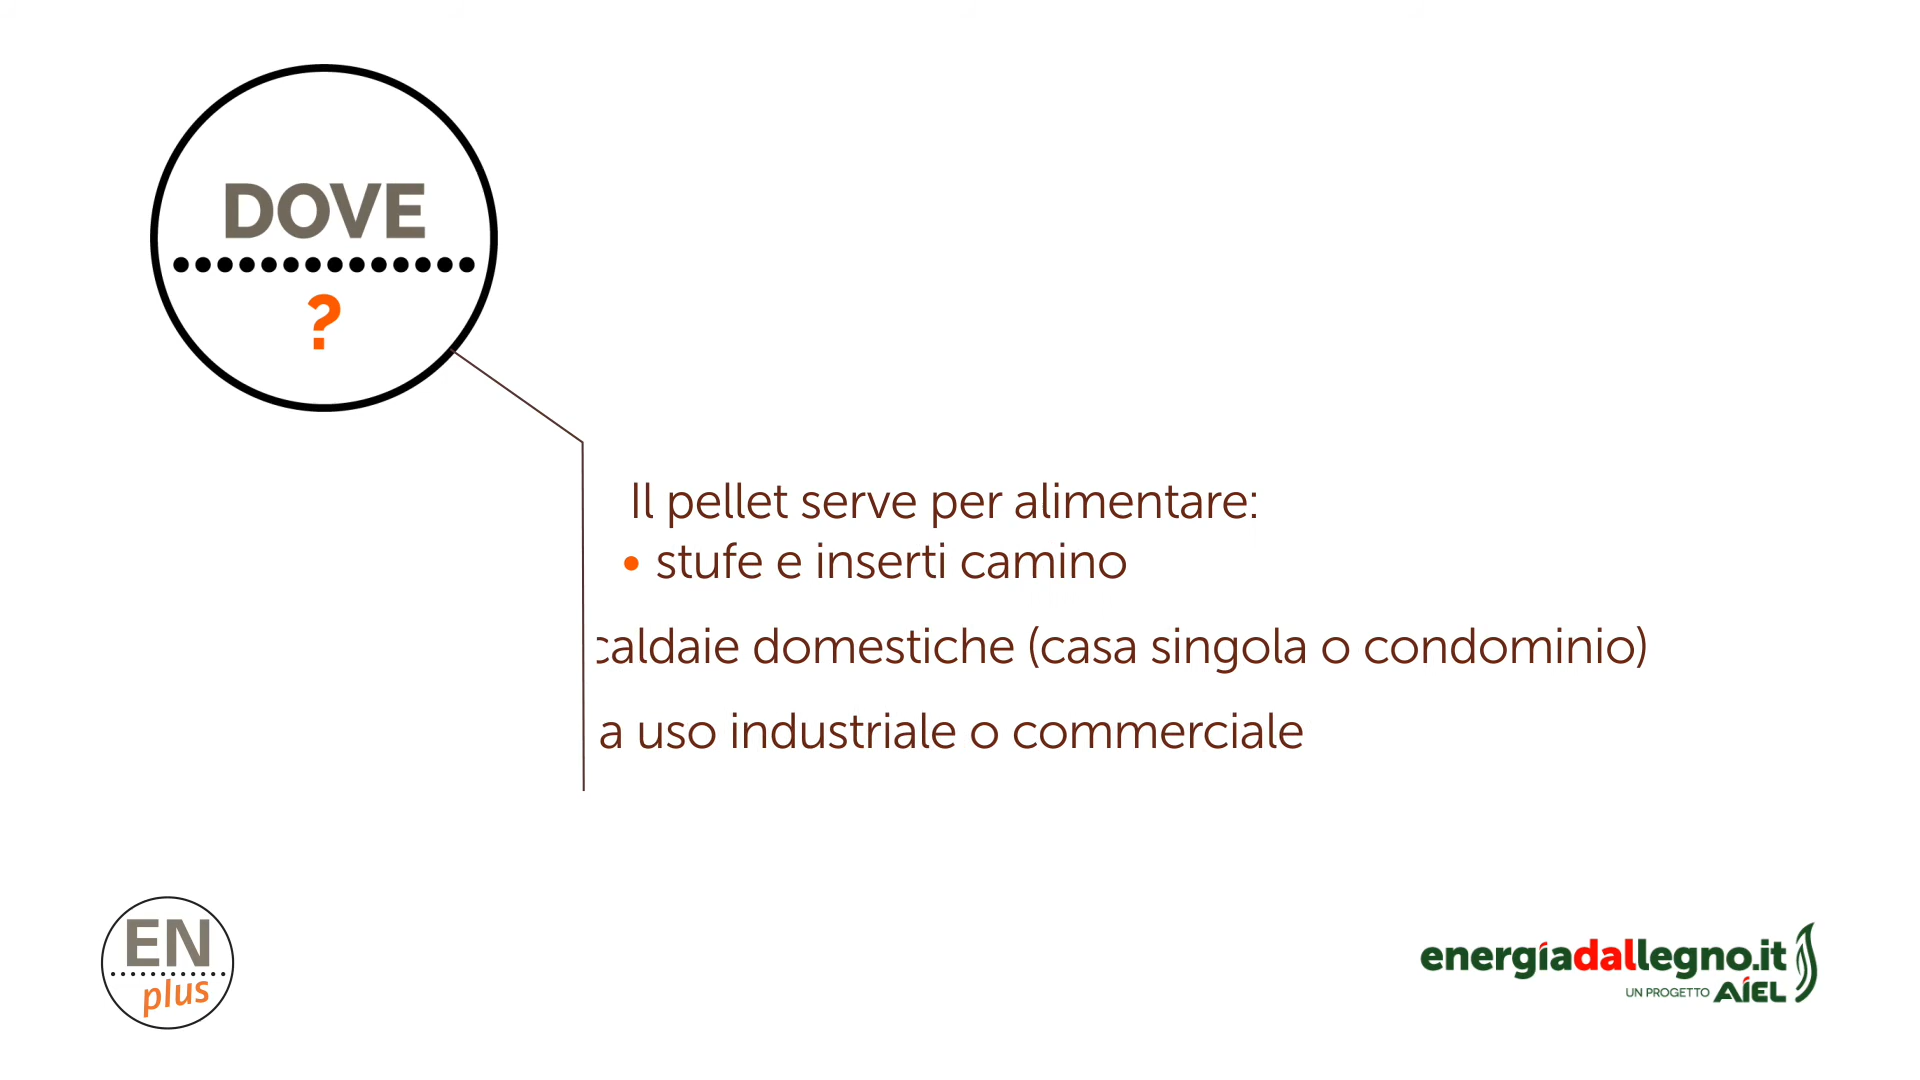 DOVE
?
Il pellet serve per alimentare:
• stufe e inserti camino
caldaie domestiche (casa singola o condominio)
a uso industriale o commerciale
EN
plus
energiadallegno.it
UN PROGETTO AIEL